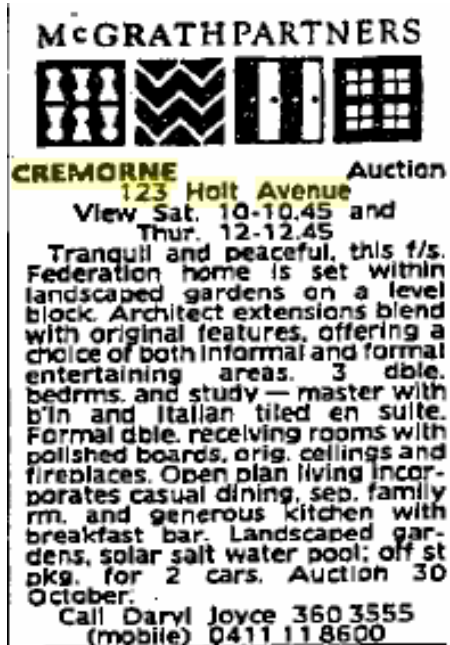 McGRATHPARTNERS
CREMORNE Auction
123 Holt Avenue
View Sat. 10-10.45 and
Thur. 12-12.45
Tranquil and peaceful, this f/s.
Federation home is set within
landscaped gardens on a level
block. Architect extensions blend
with original features, offering a
choice of both informal and formal
entertaining areas. 3 dble.
bedrms. and study — master with
b'in and Italian tiled en suite.
Formal dble. receiving rooms with
polished boards, orig. ceilings and
fireplaces. Open plan living incor-
porates casual dining, sep. family
rm. and generous kitchen with
breakfast bar. Landscaped gar-
dens, solar salt water pool; off st
pkg. for 2 cars. Auction 30
October.
Call Daryl Joyce 360 3555
(mobile) 0411 118600